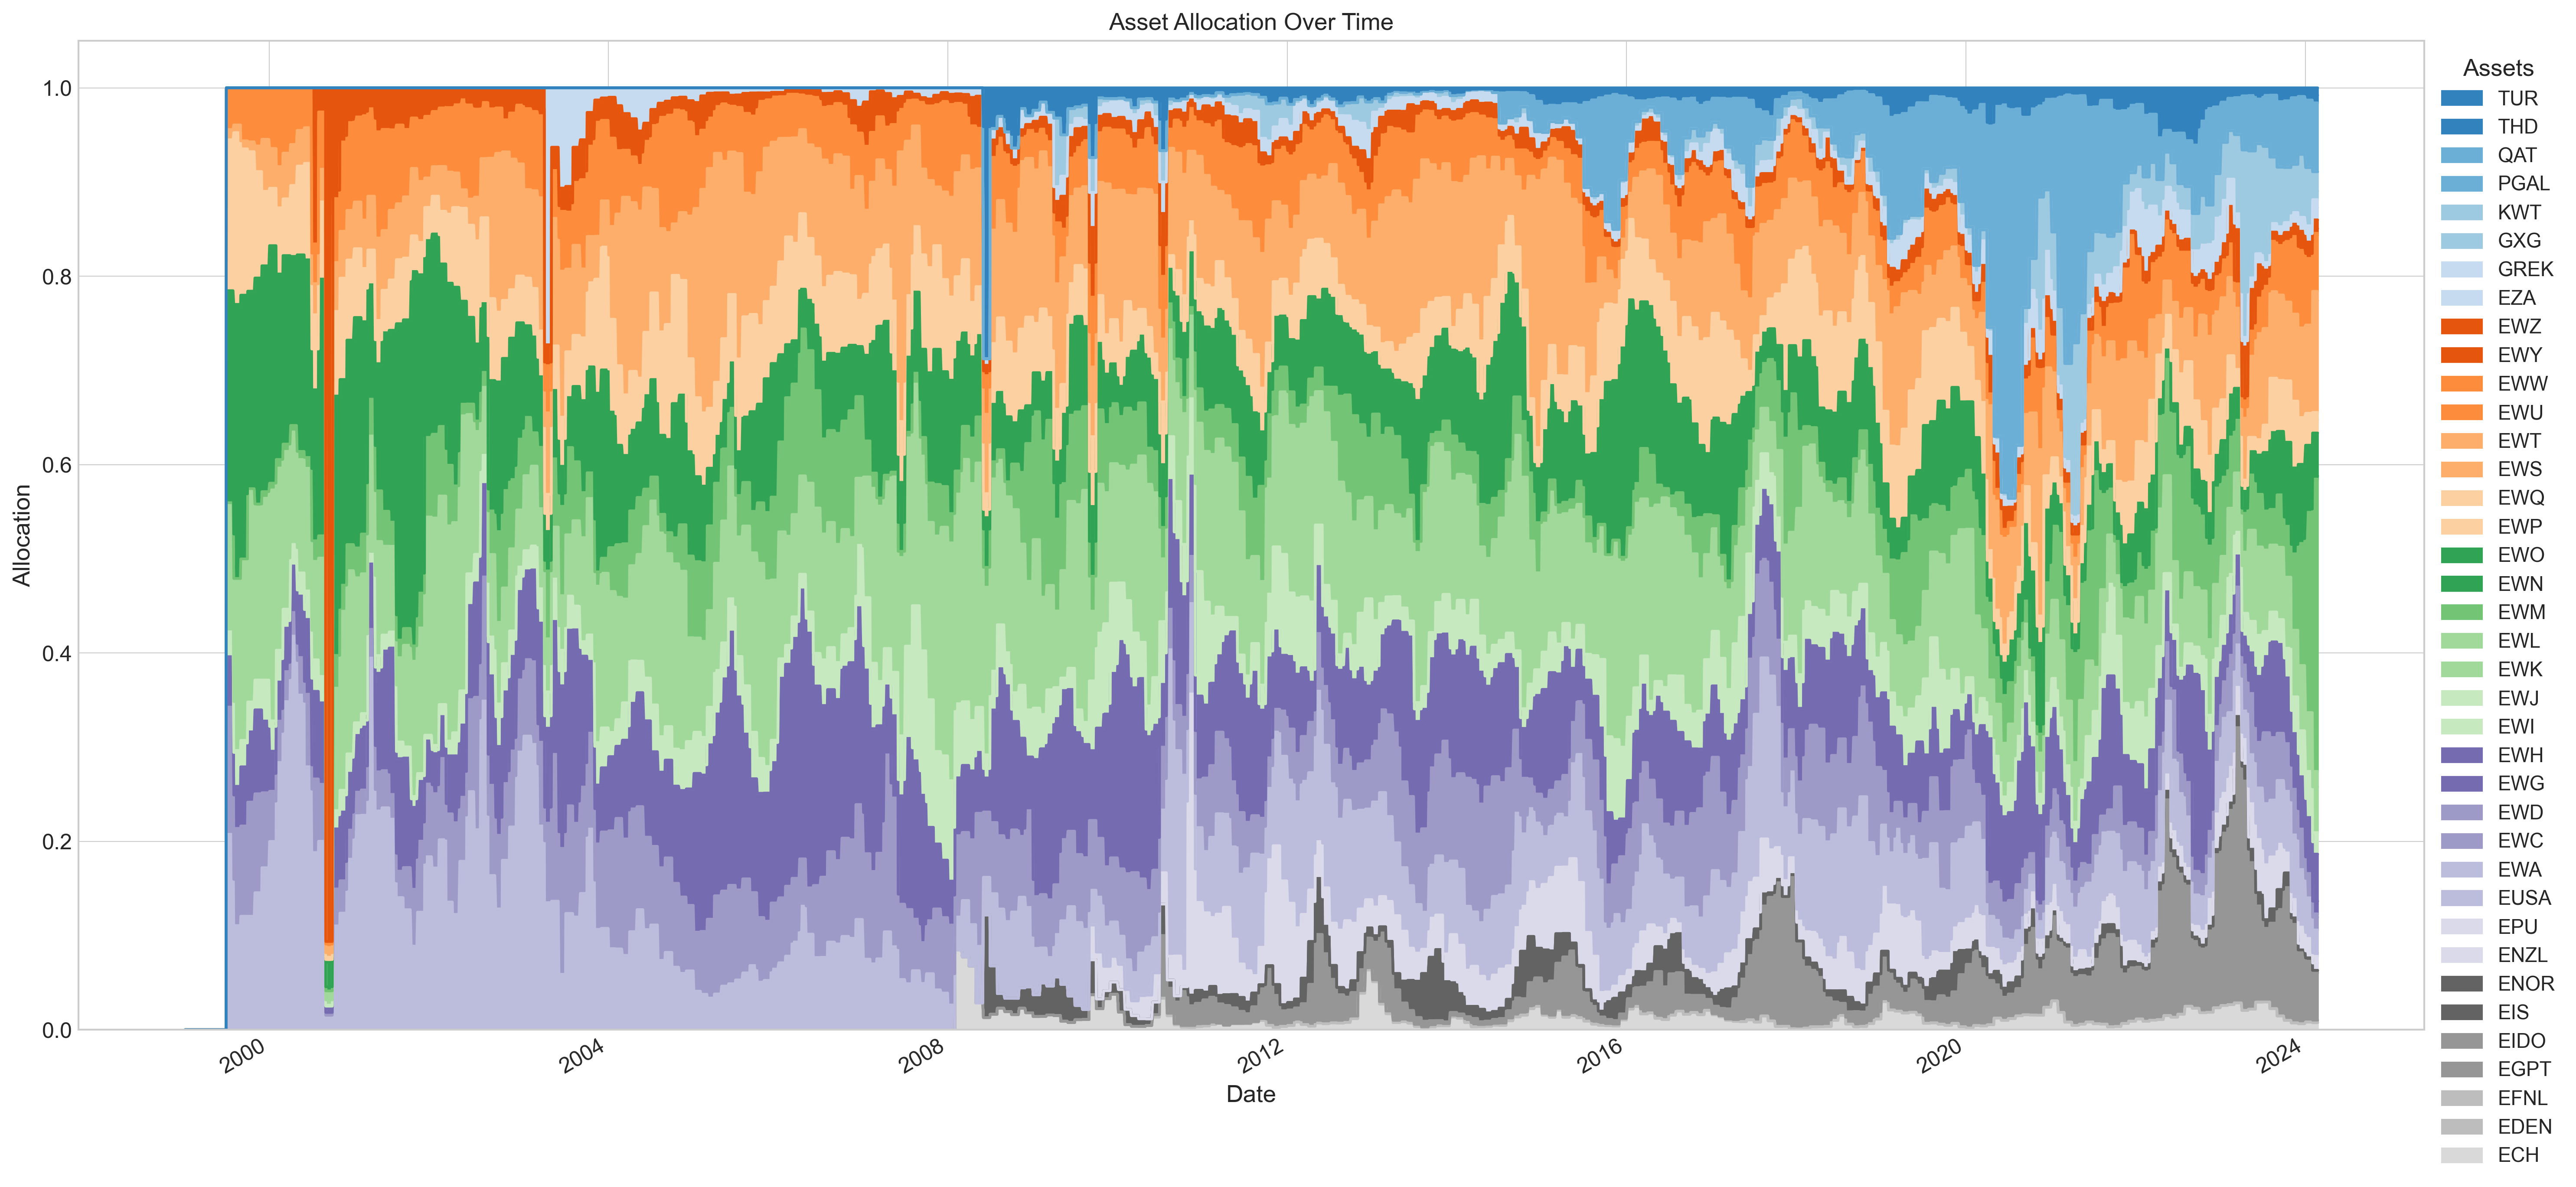 Asset Allocation Over Time
Allocation
1.0
0.8
0.6
0.4
0.2
0.0
2000
2004
2008
2012
2016
2020
2024
Date
Assets
TUR
THD
QAT
PGAL
KWT
GXG
GREK
EZA
EWZ
EWY
EWW
EWU
EWT
EWS
EWQ
EWP
EWO
EWN
EWM
EWL
EWK
EWJ
EWI
EWH
EWG
EWD
EWC
EWA
EUSA
EPU
ENZL
ENOR
EIS
EIDO
EGPT
EFNL
EDEN
ECH